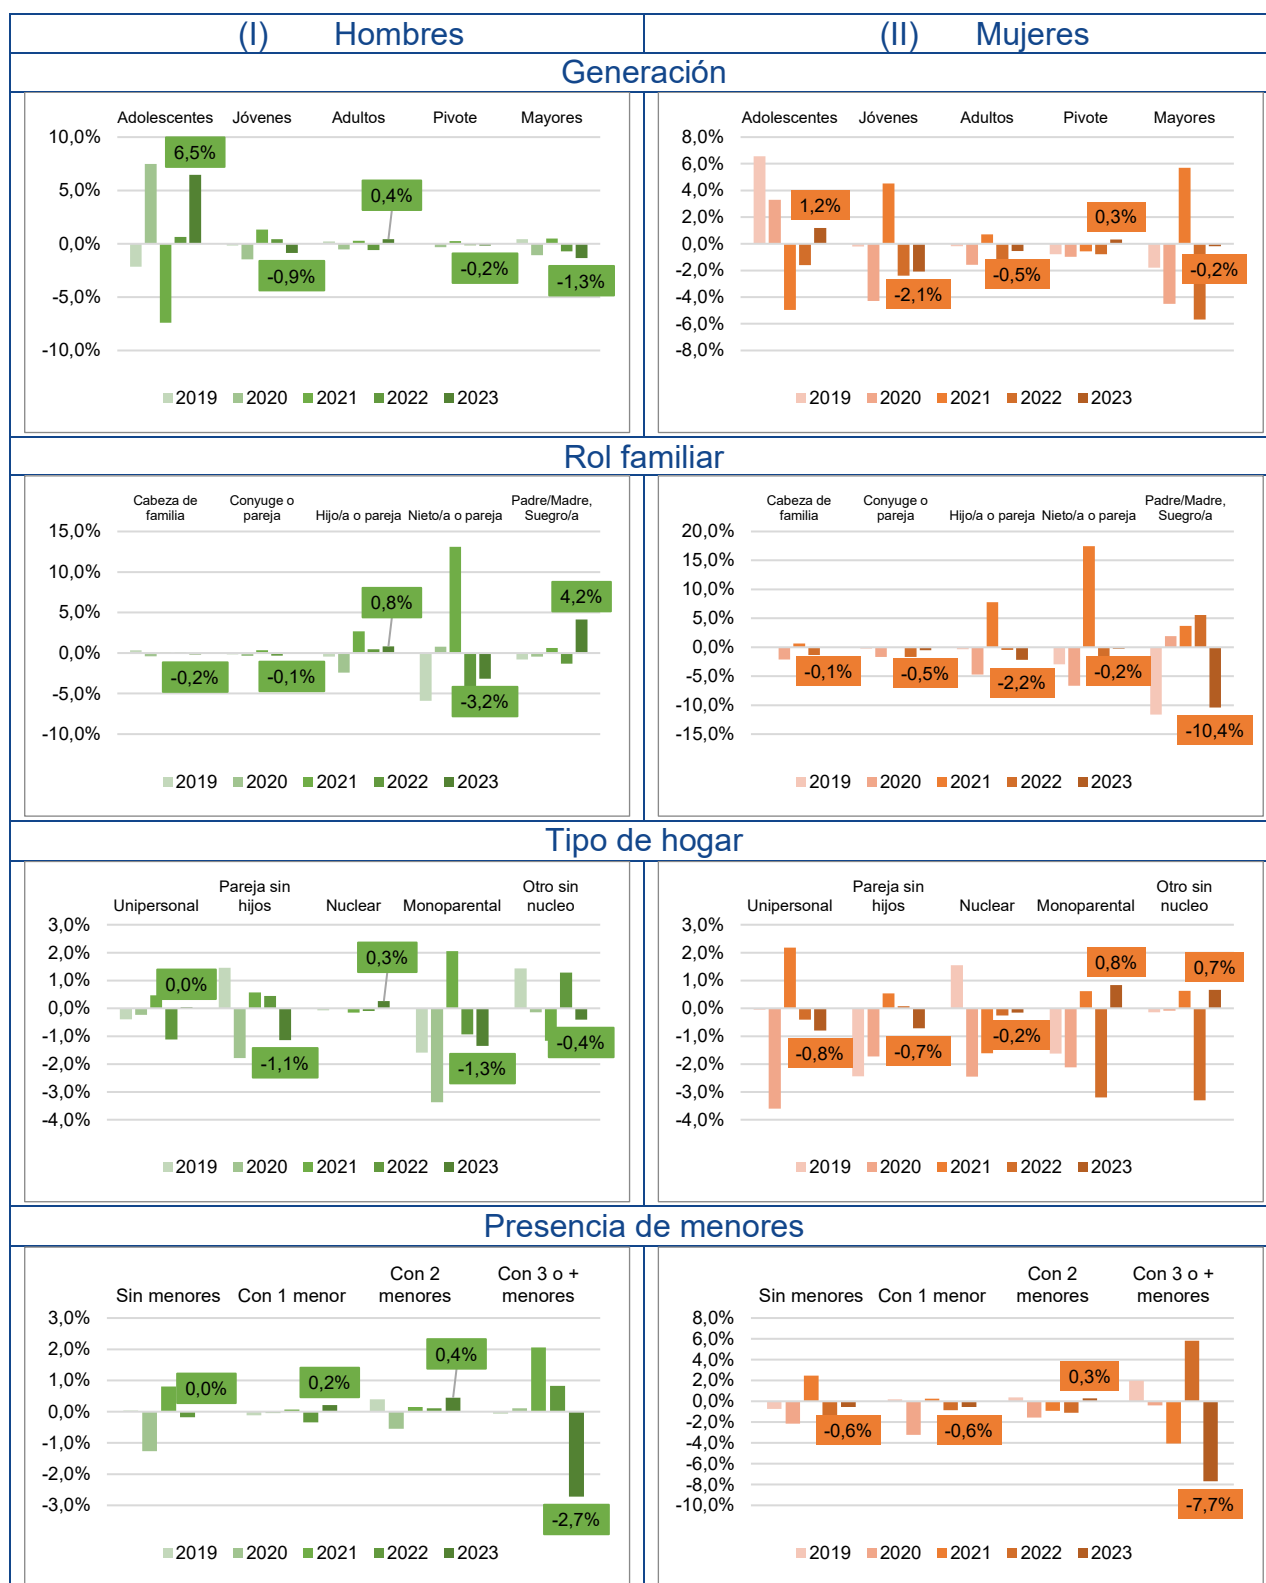 (I) Hombres
(II) Mujeres
Generación
Adolescentes Jóvenes Adultos Pivote Mayores
10,0%
5,0%
0,0%
-5,0%
-10,0%
6,5%
-0,9%
0,4%
-0,2%
-1,3%
2019 2020 2021 2022 2023
Adolescentes Jóvenes Adultos Pivote Mayores
8,0%
6,0%
4,0%
2,0%
0,0%
-2,0%
-4,0%
-6,0%
-8,0%
1,2%
-2,1%
-0,5%
0,3%
-0,2%
2019 2020 2021 2022 2023
Rol familiar
Cabeza de familia
Conyuge o pareja
Hijo/a o pareja
Nieto/a o pareja
Padre/Madre, Suegro/a
15,0%
10,0%
5,0%
0,0%
-5,0%
-10,0%
-0,2%
-0,1%
0,8%
-3,2%
4,2%
2019 2020 2021 2022 2023
Cabeza de familia
Conyuge o pareja
Hijo/a o pareja
Nieto/a o pareja
Padre/Madre, Suegro/a
20,0%
15,0%
10,0%
5,0%
0,0%
-5,0%
-10,0%
-15,0%
-0,1%
-0,5%
-2,2%
-0,2%
-10,4%
2019 2020 2021 2022 2023
Tipo de hogar
Unipersonal
Pareja sin hijos
Nuclear
Monoparental
Otro sin nucleo
3,0%
2,0%
1,0%
0,0%
-1,0%
-2,0%
-3,0%
-4,0%
0,0%
-1,1%
0,3%
-1,3%
-0,4%
2019 2020 2021 2022 2023
Unipersonal
Pareja sin hijos
Nuclear
Monoparental
Otro sin nucleo
3,0%
2,0%
1,0%
0,0%
-1,0%
-2,0%
-3,0%
-4,0%
-0,8%
-0,7%
-0,2%
0,8%
0,7%
2019 2020 2021 2022 2023
Presencia de menores
Sin menores
Con 1 menor
Con 2 menores
Con 3 o + menores
3,0%
2,0%
1,0%
0,0%
-1,0%
-2,0%
-3,0%
0,0%
0,2%
0,4%
-2,7%
2019 2020 2021 2022 2023
Sin menores
Con 1 menor
Con 2 menores
Con 3 o + menores
8,0%
6,0%
4,0%
2,0%
0,0%
-2,0%
-4,0%
-6,0%
-8,0%
-10,0%
-0,6%
-0,6%
0,3%
-7,7%
2019 2020 2021 2022 2023